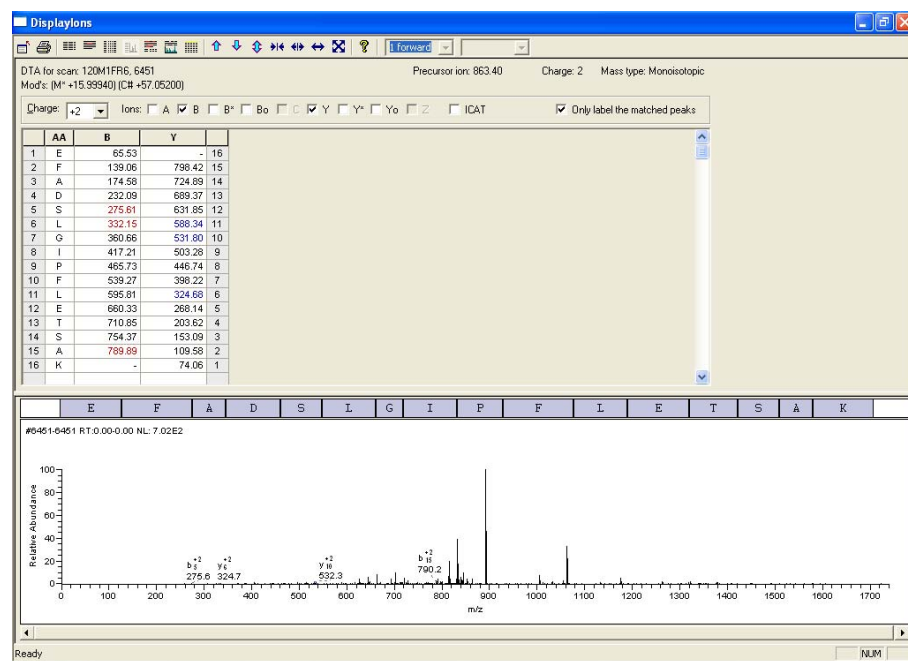 DisplayIons
1 forward
DTA for scan: 120M1FR6, 6451 Precursor ion: 863.40 Charge: 2 Mass type: Monoisotopic
Mod's: (M* +15.99940) (C# +57.05200)
Charge: +2 Ions: A B B* Bo C Y Y* Yo Z ICAT Only label the matched peaks
AA B Y
1 E 65.53 - 16
2 F 139.06 798.42 15
3 A 174.58 724.89 14
4 D 232.09 689.37 13
5 S 275.61 631.85 12
6 L 332.15 588.34 11
7 G 360.66 531.80 10
8 I 417.21 503.28 9
9 P 465.73 446.74 8
10 F 539.27 398.22 7
11 L 595.81 324.68 6
12 E 660.33 268.14 5
13 T 710.85 203.62 4
14 S 754.37 153.09 3
15 A 789.89 109.58 2
16 K - 74.06 1
E F A D S L G I P F L E T S A K
#6451-6451 RT:0.00-0.00 NL: 7.02E2
100
80
60
40
20
0
Relative Abundance
b5 +2
275.6
y6 +2
324.7
y10 +2
532.3
b15 +2
790.2
0 100 200 300 400 500 600 700 800 900 1000 1100 1200 1300 1400 1500 1600 1700
m/z
Ready NUM